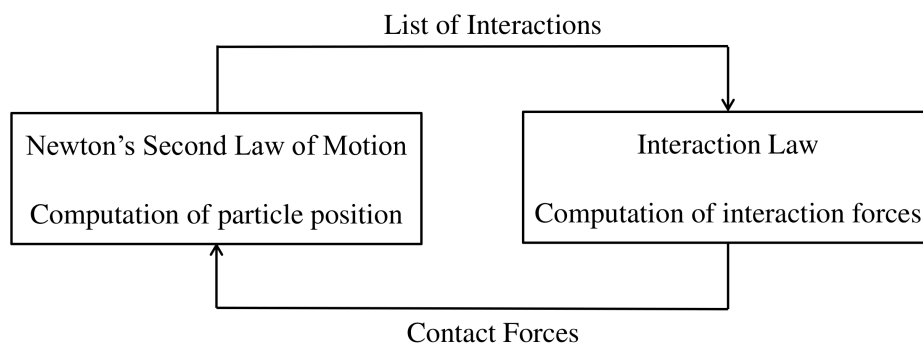 List of Interactions
Newton's Second Law of Motion
Computation of particle position
Interaction Law
Computation of interaction forces
Contact Forces